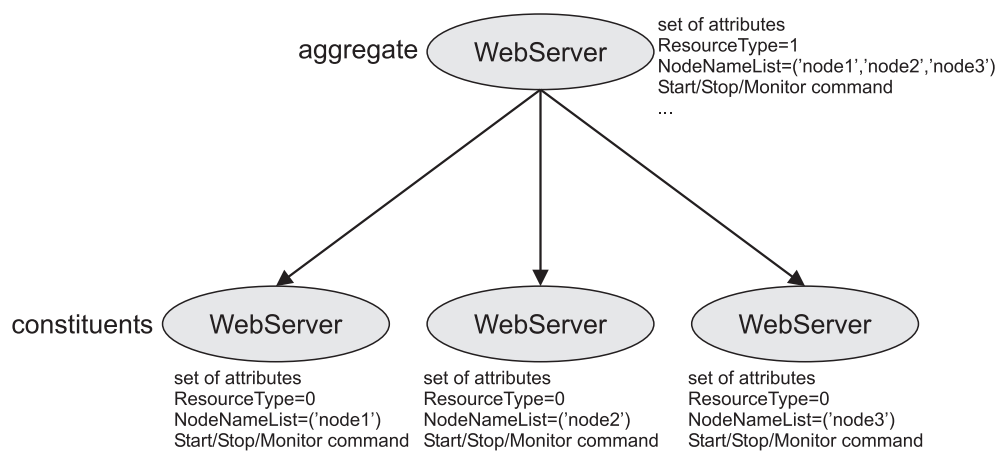 aggregate
WebServer
set of attributes
ResourceType=1
NodeNameList=(’node1’,’node2’,’node3’)
Start/Stop/Monitor command
...
constituents
WebServer
WebServer
WebServer
set of attributes
ResourceType=0
NodeNameList=(’node1’)
Start/Stop/Monitor command
set of attributes
ResourceType=0
NodeNameList=(’node2’)
Start/Stop/Monitor command
set of attributes
ResourceType=0
NodeNameList=(’node3’)
Start/Stop/Monitor command